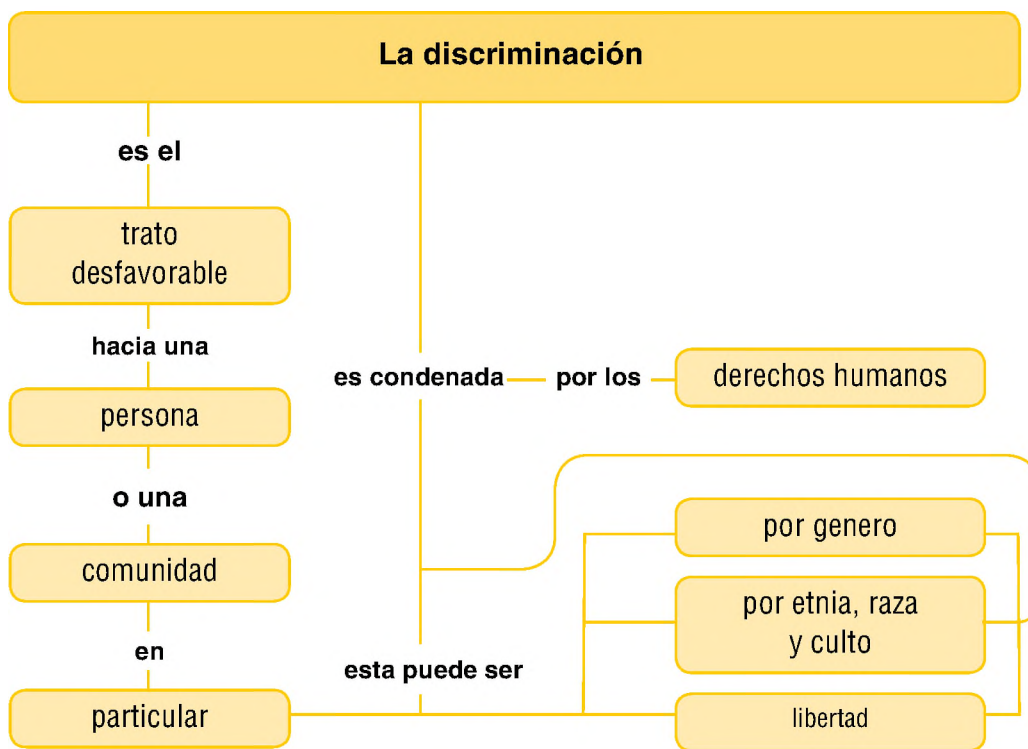 La discriminación
es el
trato
desfavorable
hacia una
persona
o una
comunidad
en
particular
es condenada
por los
derechos humanos
esta puede ser
por genero
por etnia, raza
y culto
libertad